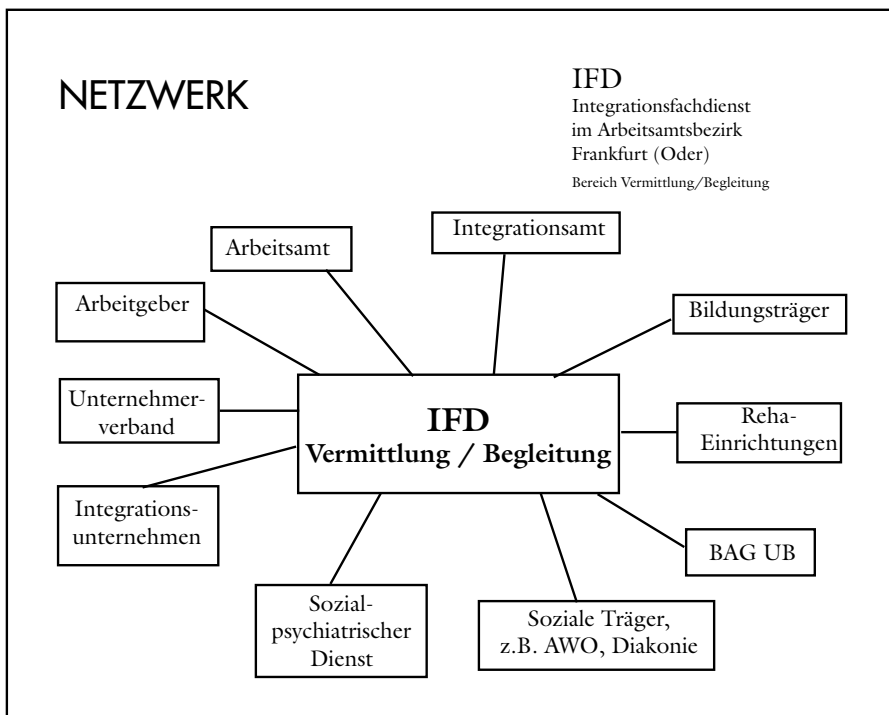 NETZWERK
IFD
Integrationsfachdienst
im Arbeitsamtsbezirk
Frankfurt (Oder)
Bereich Vermittlung/Begleitung
Integrationsamt
Arbeitsamt
Arbeitgeber
Bildungsträger
Unternehmer-
verband
IFD
Vermittlung / Begleitung
Reha-
Einrichtungen
Integrations-
unternehmen
BAG UB
Sozial-
psychiatrischer
Dienst
Soziale Träger,
z.B. AWO, Diakonie